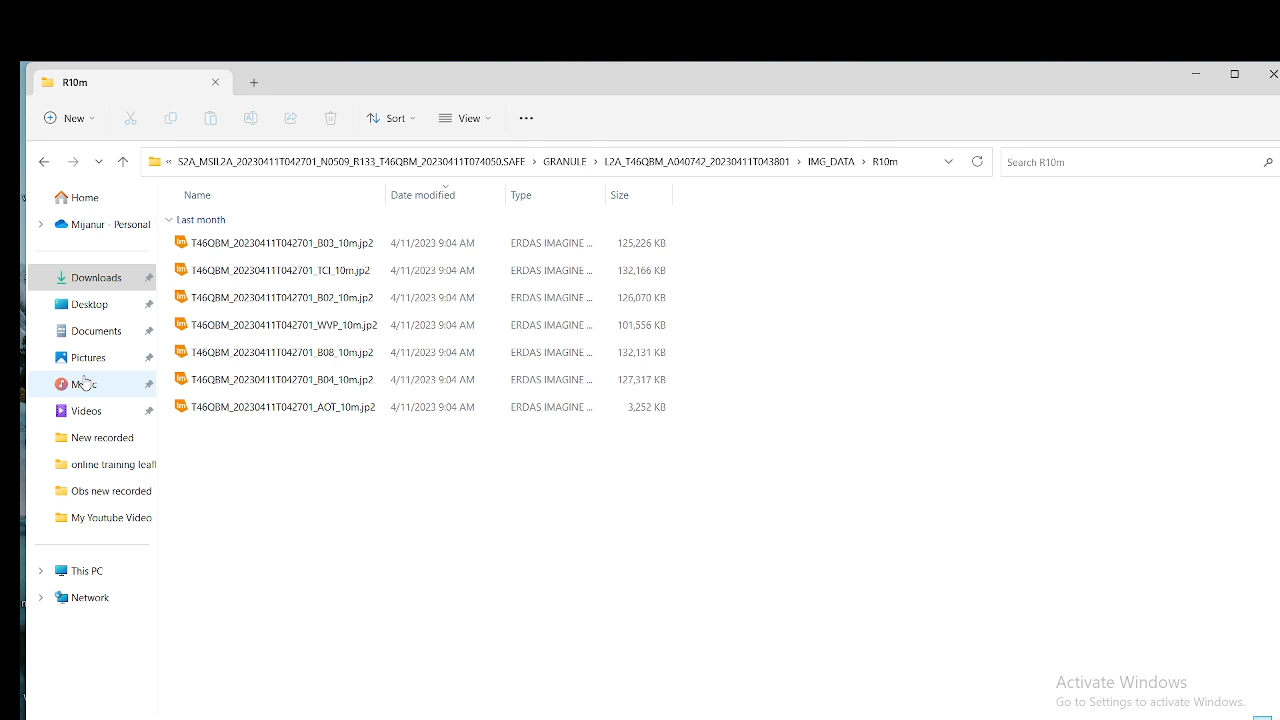 R10m
New
Sort
View
« S2A_MSIL2A_20230411T042701_N0509_R133_T46QBM_20230411T074050.SAFE > GRANULE > L2A_T46QBM_A040742_20230411T043801 > IMG_DATA > R10m
Search R10m
Home
Mijanur - Personal
Downloads
Desktop
Documents
Pictures
Videos
New recorded
online training leafl
Obs new recorded
My Youtube Video
This PC
Network
Name Date modified Type Size
Last month
T46QBM_20230411T042701_B03_10m.jp2 4/11/2023 9:04 AM ERDAS IMAGINE ... 125,226 KB
T46QBM_20230411T042701_TCI_10m.jp2 4/11/2023 9:04 AM ERDAS IMAGINE ... 132,166 KB
T46QBM_20230411T042701_B02_10m.jp2 4/11/2023 9:04 AM ERDAS IMAGINE ... 126,070 KB
T46QBM_20230411T042701_WVP_10m.jp2 4/11/2023 9:04 AM ERDAS IMAGINE ... 101,556 KB
T46QBM_20230411T042701_B08_10m.jp2 4/11/2023 9:04 AM ERDAS IMAGINE ... 132,131 KB
T46QBM_20230411T042701_B04_10m.jp2 4/11/2023 9:04 AM ERDAS IMAGINE ... 127,317 KB
T46QBM_20230411T042701_AOT_10m.jp2 4/11/2023 9:04 AM ERDAS IMAGINE ... 3,252 KB
Activate Windows
Go to Settings to activate Windows.